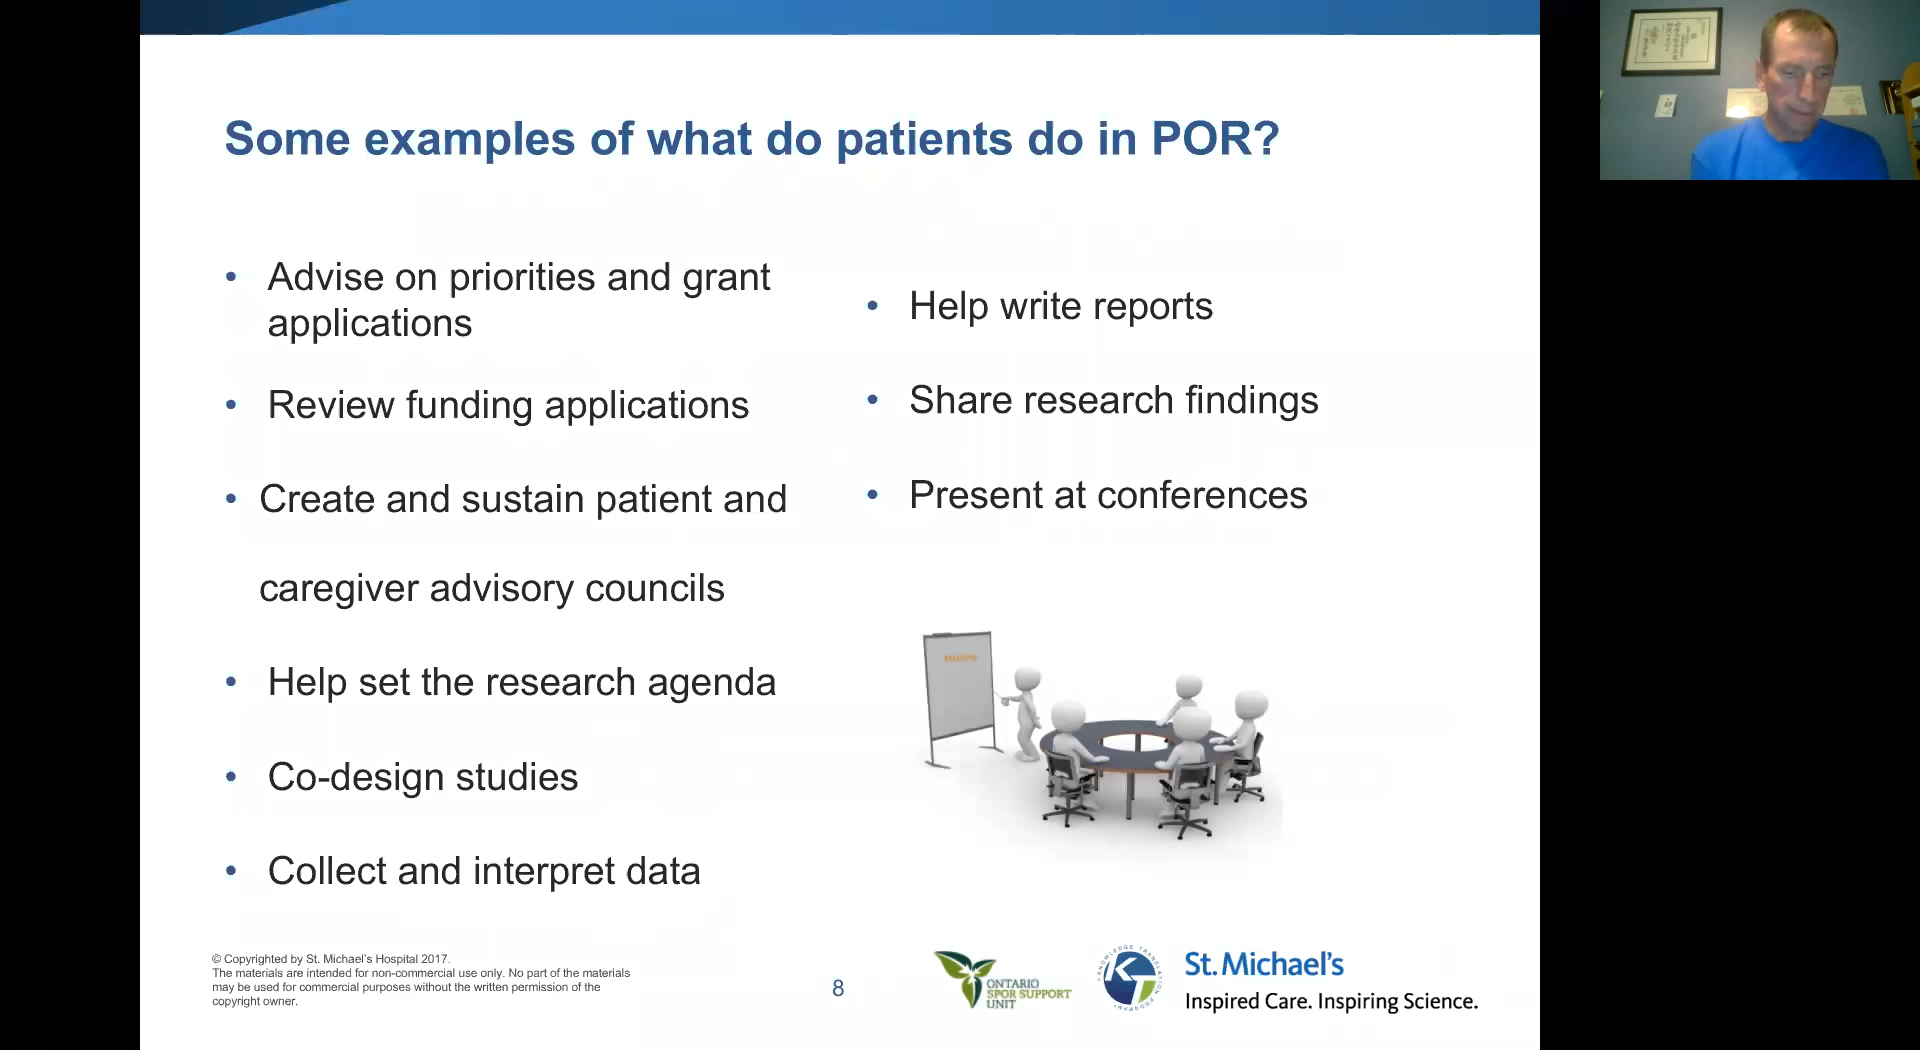 Some examples of what do patients do in POR?
• Advise on priorities and grant
applications
• Review funding applications
• Create and sustain patient and
caregiver advisory councils
• Help set the research agenda
• Co-design studies
• Collect and interpret data
• Help write reports
• Share research findings
• Present at conferences
© Copyrighted by St. Michael's Hospital 2017.
The materials are intended for non-commercial use only. No part of the materials
may be used for commercial purposes without the written permission of the
copyright owner.
8
ONTARIO
SPOR SUPPORT
UNIT
KNOWLEDGE TRANSLATION PROGRAM
KT
St. Michael's
Inspired Care. Inspiring Science.